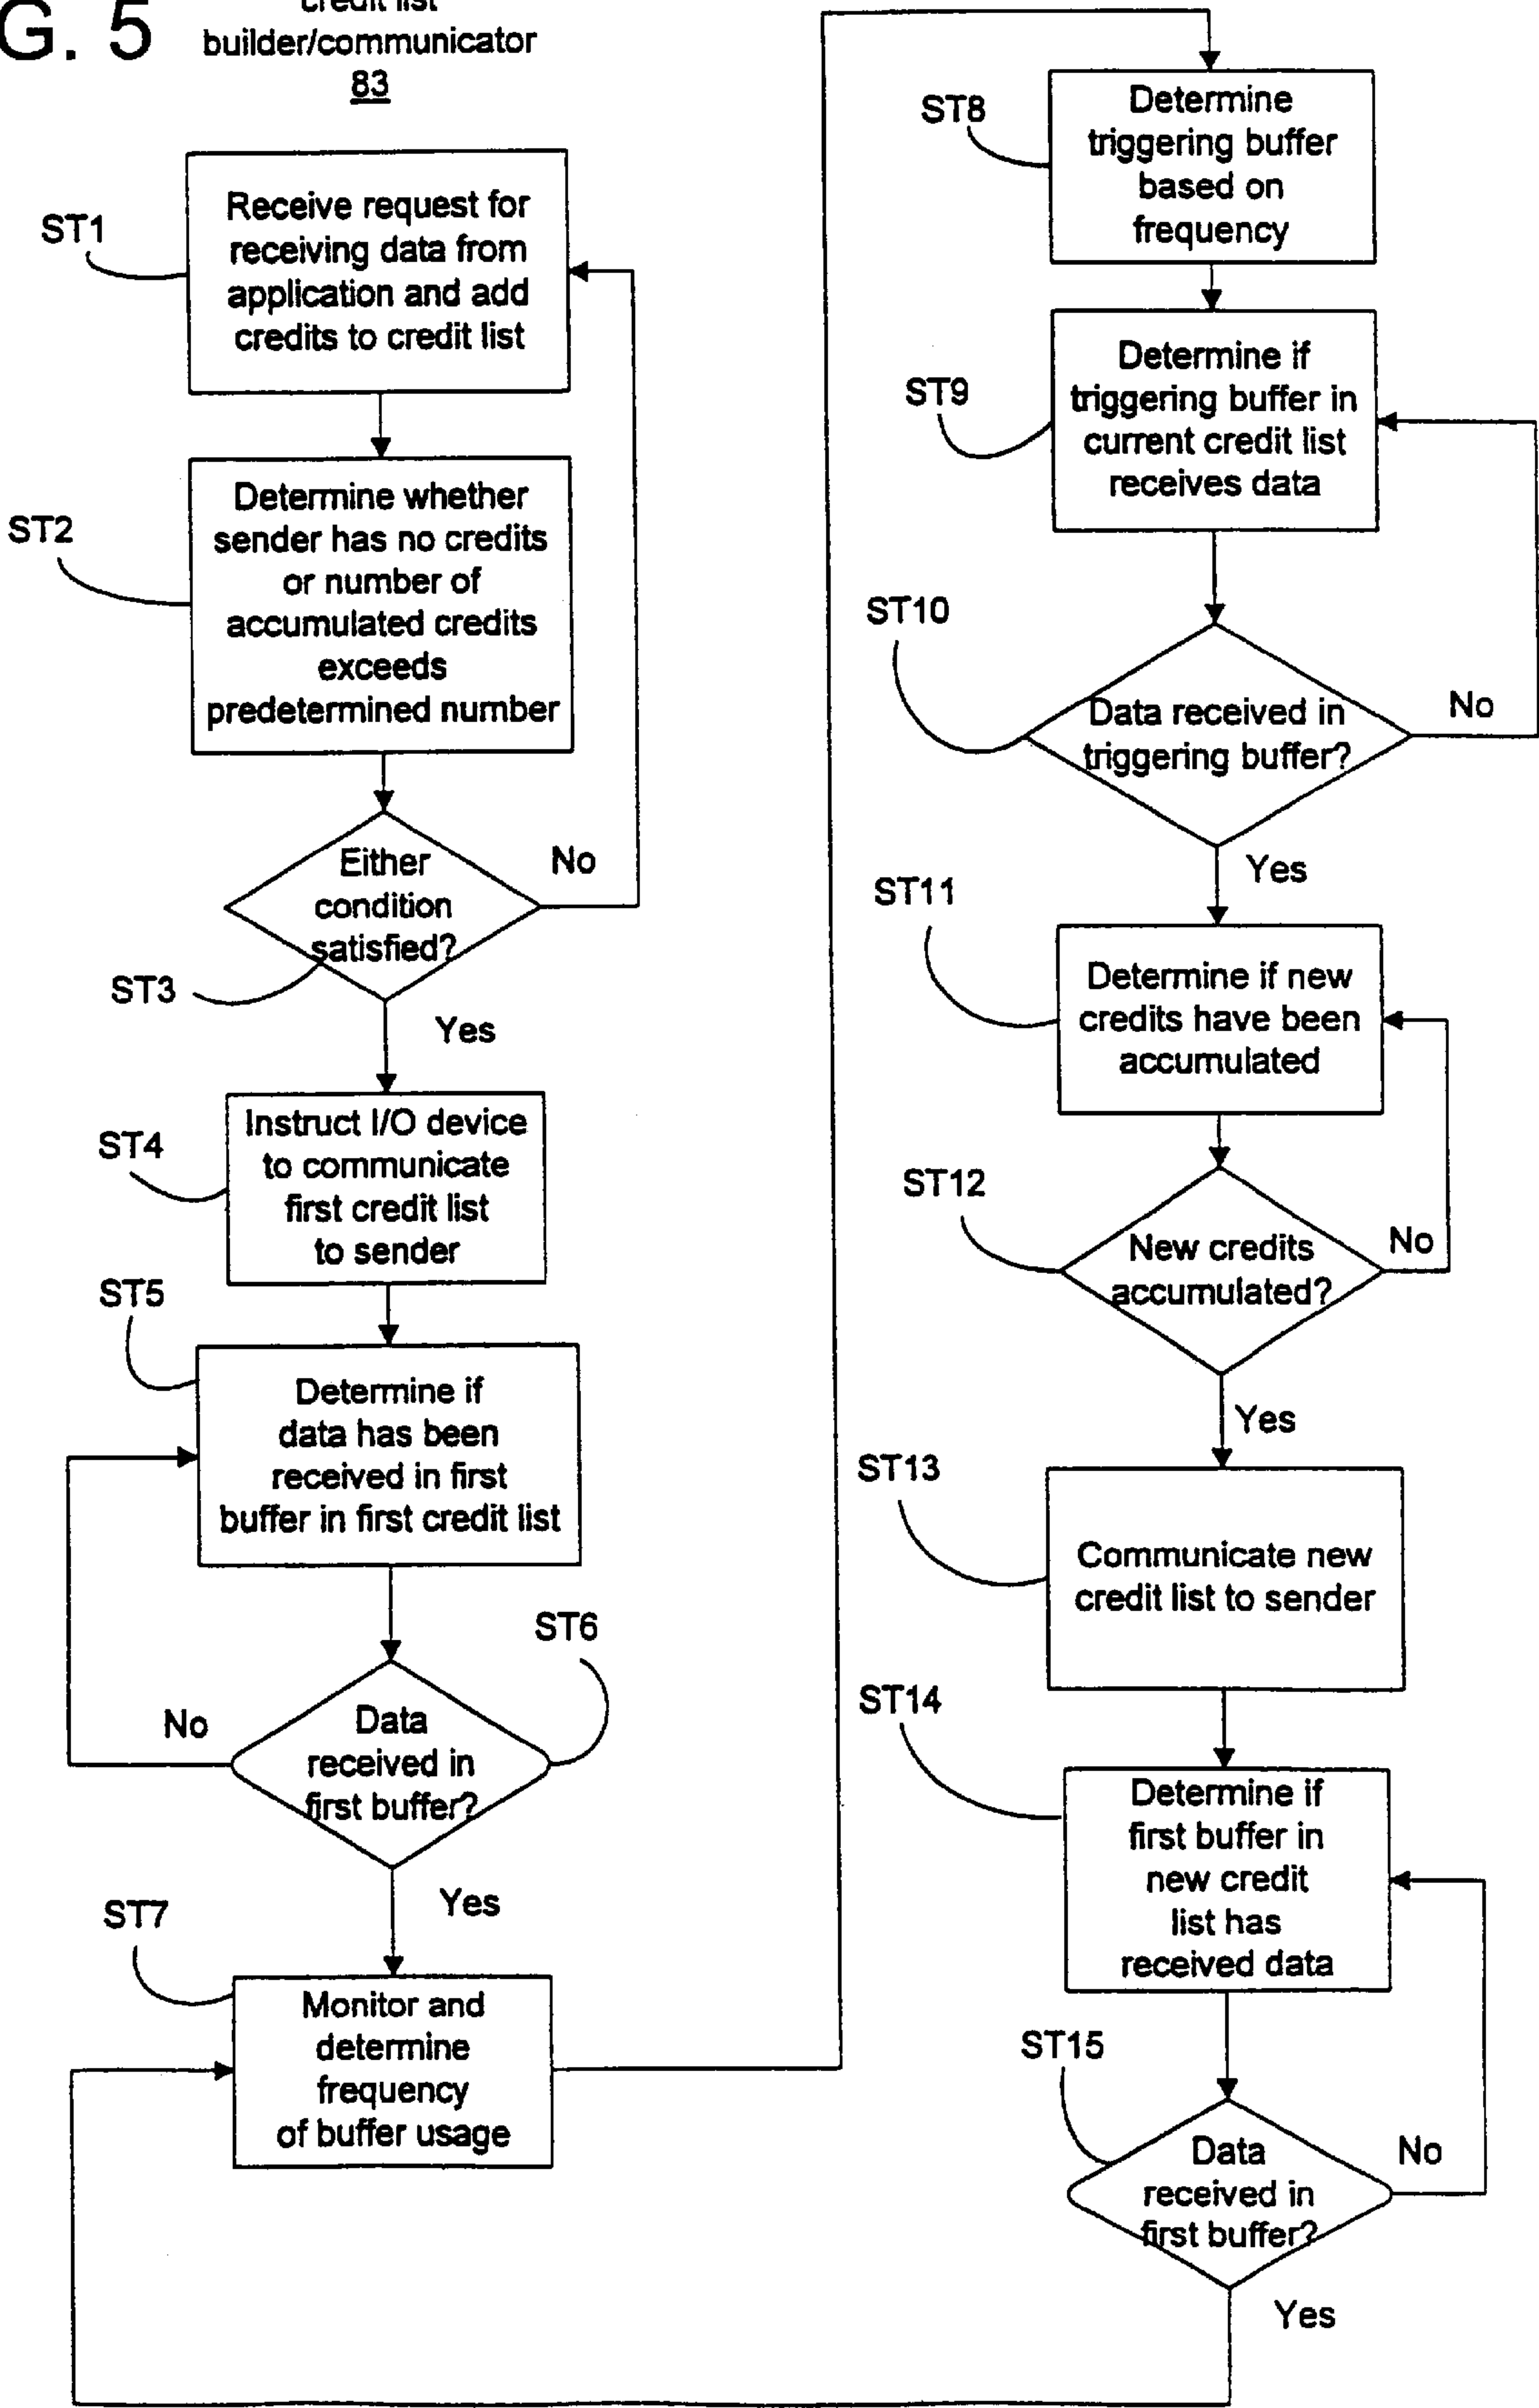 G. 5
credit list
builder/communicator
83
ST1
Receive request for
receiving data from
application and add
credits to credit list
ST2
Determine whether
sender has no credits
or number of
accumulated credits
exceeds
predetermined number
Either
condition
satisfied?
No
ST3
Yes
ST4
Instruct I/O device
to communicate
first credit list
to sender
ST5
Determine if
data has been
received in first
buffer in first credit list
ST6
No
Data
received in
first buffer?
Yes
ST7
Monitor and
determine
frequency
of buffer usage
ST8
Determine
triggering buffer
based on
frequency
ST9
Determine if
triggering buffer in
current credit list
receives data
ST10
Data received in
triggering buffer?
No
Yes
ST11
Determine if new
credits have been
accumulated
ST12
New credits
accumulated?
No
Yes
ST13
Communicate new
credit list to sender
ST14
Determine if
first buffer in
new credit
list has
received data
ST15
Data
received in
first buffer?
No
Yes